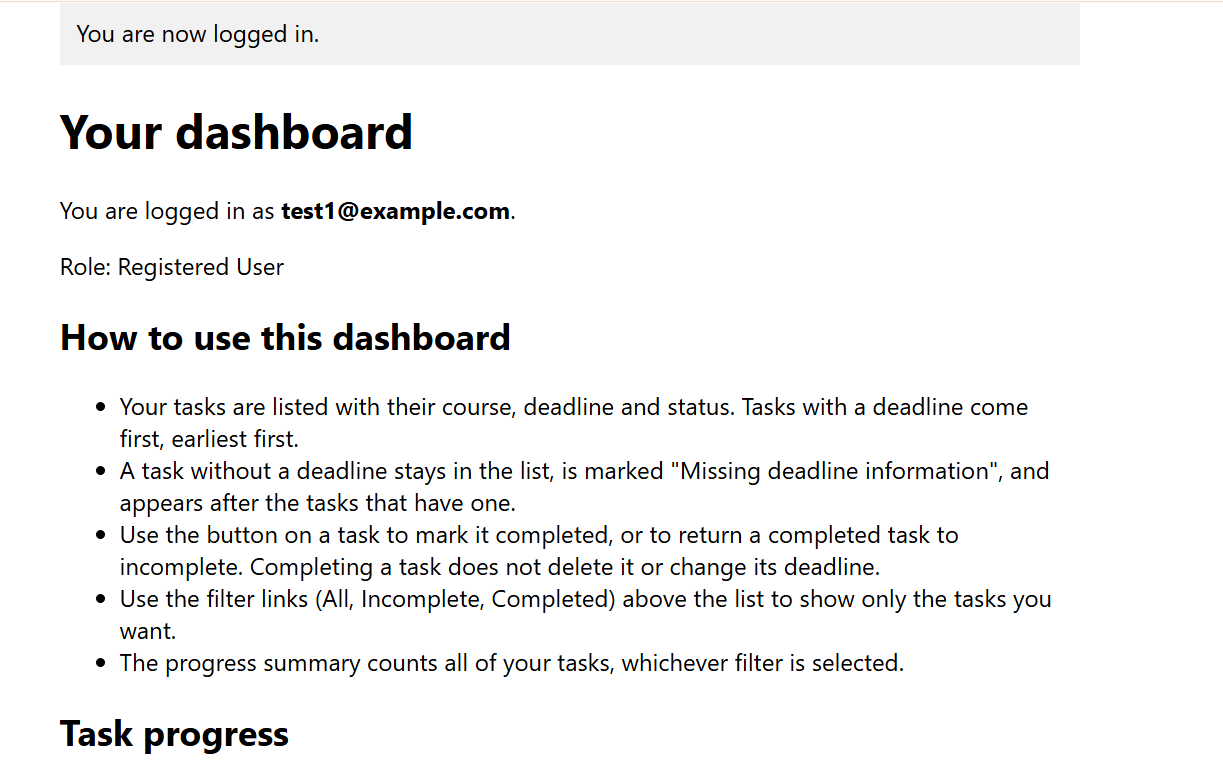 You are now logged in.
Your dashboard
You are logged in as test1@example.com.
Role: Registered User
How to use this dashboard
Your tasks are listed with their course, deadline and status. Tasks with a deadline come
first, earliest first.
A task without a deadline stays in the list, is marked "Missing deadline information", and
appears after the tasks that have one.
Use the button on a task to mark it completed, or to return a completed task to
incomplete. Completing a task does not delete it or change its deadline.
Use the filter links (All, Incomplete, Completed) above the list to show only the tasks you
want.
The progress summary counts all of your tasks, whichever filter is selected.
Task progress